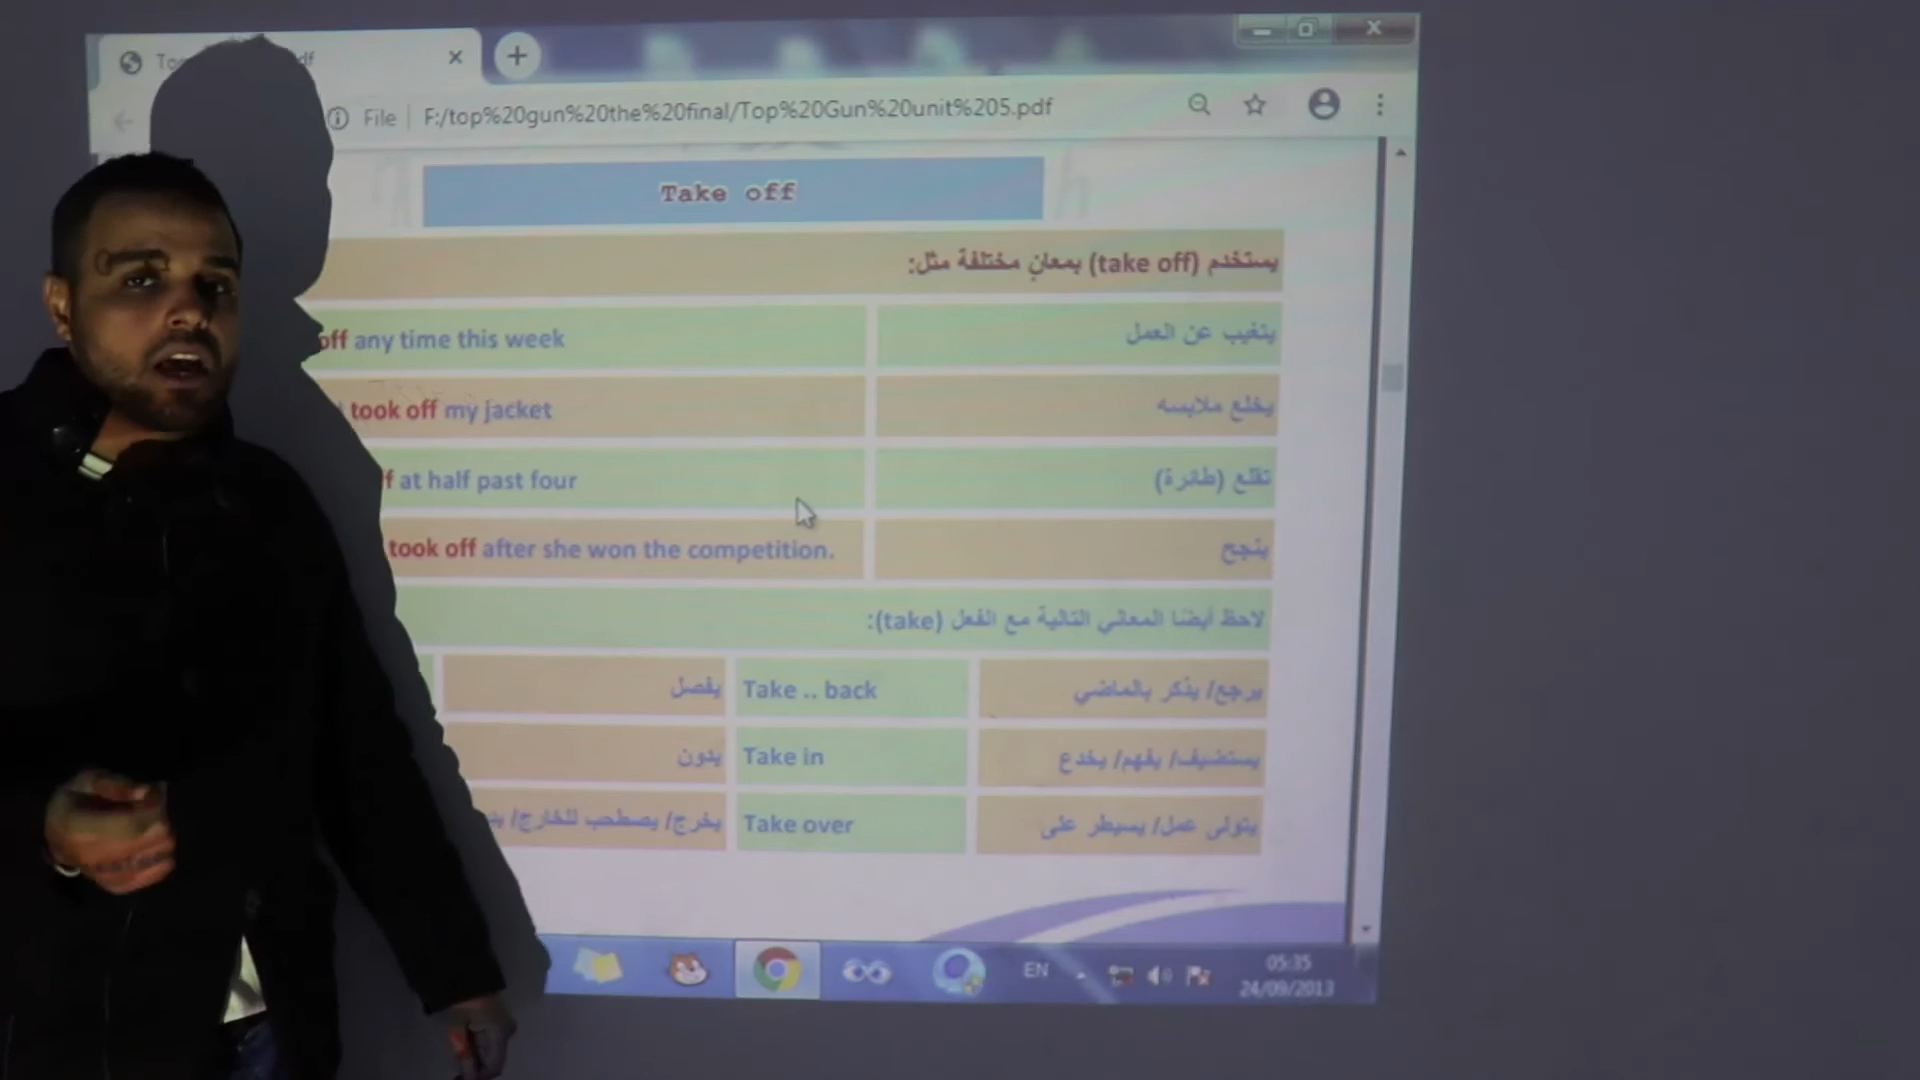 df
File F:/top%20gun%20the%20final/Top%20Gun%20unit%205.pdf
Take off
يستخدم (take off) بمعانٍ مختلفة مثل:
off any time this week
يتغيب عن العمل
took off my jacket
يخلع ملابسه
at half past four
تقلع (طائرة)
took off after she won the competition.
ينجح
لاحظ أيضًا المعاني التالية مع الفعل (take):
يفصل
Take .. back
يرجع/ يذكر بالماضي
يدون
Take in
يستضيف/ يفهم/ يخدع
يخرج/ يصطحب للخارج/
Take over
يتولى عمل/ يسيطر على
EN
05:35
24/09/2013